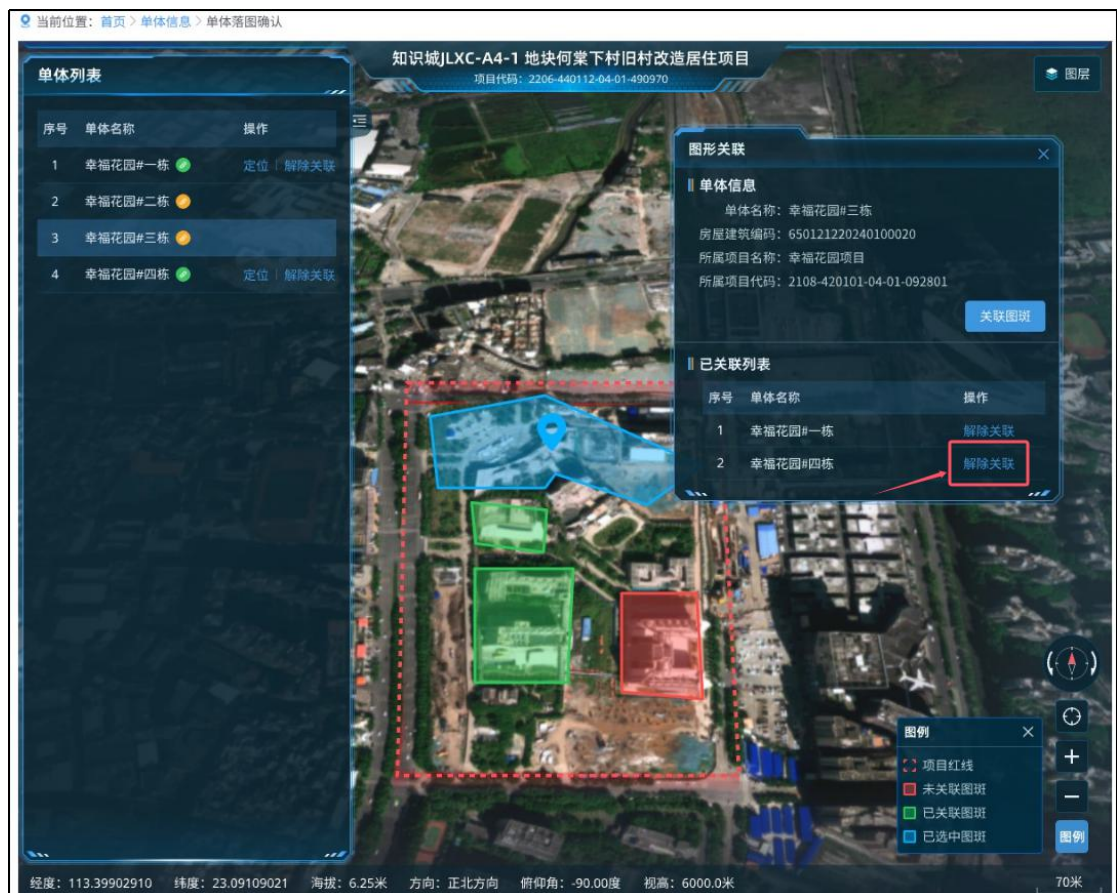 当前位置：首页 > 单体信息 > 单体落图确认
知识城JLXC-A4-1 地块何棠下村旧村改造居住项目
项目代码：2206-440112-04-01-490970
图层
单体列表
序号 单体名称 操作
1 幸福花园#一栋 定位 | 解除关联
2 幸福花园#二栋
3 幸福花园#三栋
4 幸福花园#四栋 定位 | 解除关联
图形关联
单体信息
单体名称：幸福花园#三栋
房屋建筑编码：650121220240100020
所属项目名称：幸福花园项目
所属项目代码：2108-420101-04-01-092801
关联图斑
已关联列表
序号 单体名称 操作
1 幸福花园#一栋 解除关联
2 幸福花园#四栋 解除关联
图例
项目红线
未关联图斑
已关联图斑
已选中图斑
图例
经度：113.39902910 纬度：23.09109021 海拔：6.25米 方向：正北方向 俯仰角：-90.00度 视高：6000.0米 70米